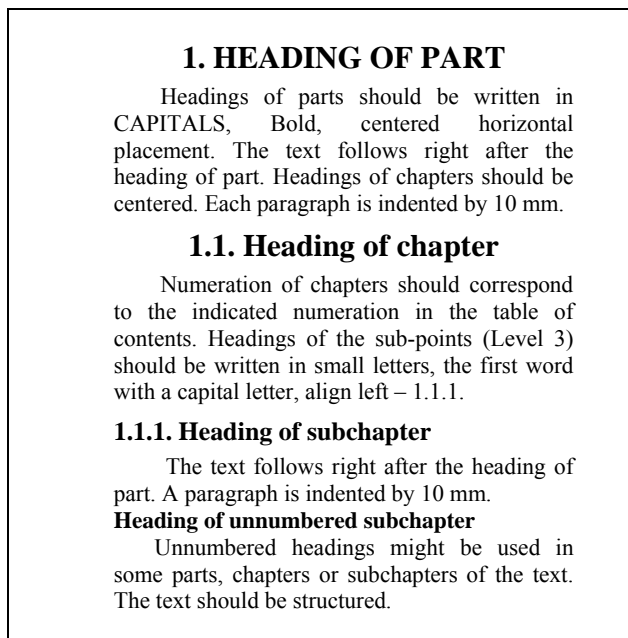 1. HEADING OF PART
Headings of parts should be written in
CAPITALS, Bold, centered horizontal
placement. The text follows right after the
heading of part. Headings of chapters should be
centered. Each paragraph is indented by 10 mm.
1.1. Heading of chapter
Numeration of chapters should correspond
to the indicated numeration in the table of
contents. Headings of the sub-points (Level 3)
should be written in small letters, the first word
with a capital letter, align left – 1.1.1.
1.1.1. Heading of subchapter
The text follows right after the heading of
part. A paragraph is indented by 10 mm.
Heading of unnumbered subchapter
Unnumbered headings might be used in
some parts, chapters or subchapters of the text.
The text should be structured.